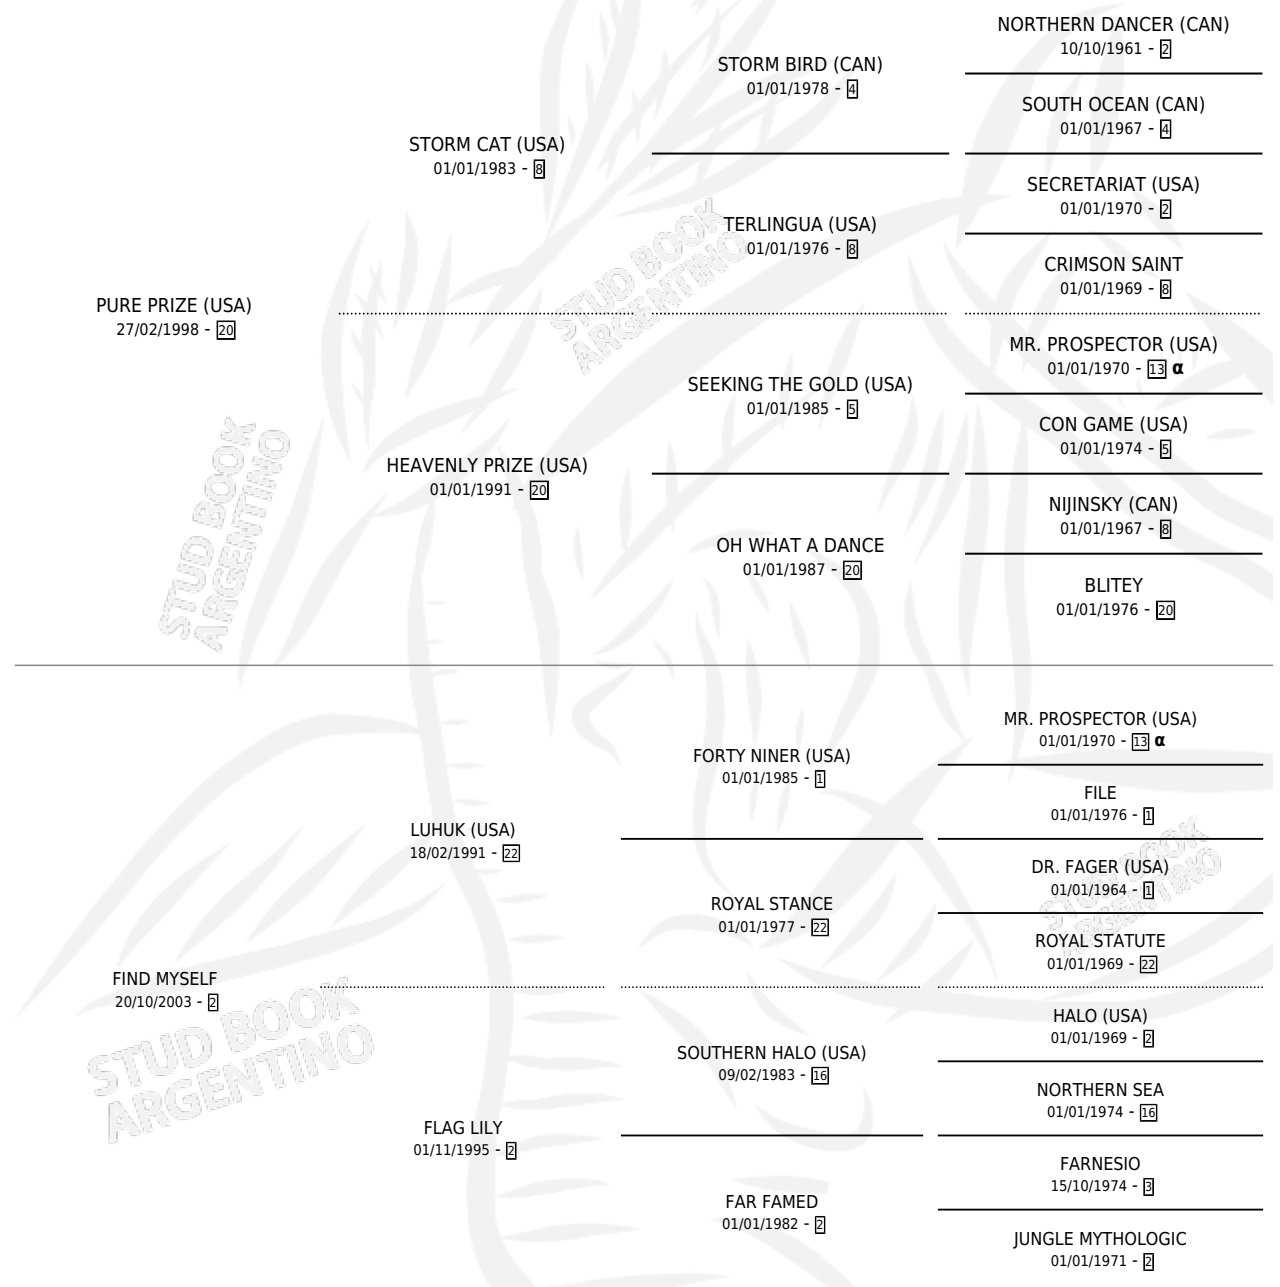 NORTHERN DANCER (CAN)
10/10/1961 - 2
STORM BIRD (CAN)
01/01/1978 - 4
SOUTH OCEAN (CAN)
01/01/1967 - 4
STORM CAT (USA)
01/01/1983 - 8
SECRETARIAT (USA)
01/01/1970 - 2
TERLINGUA (USA)
01/01/1976 - 8
CRIMSON SAINT
01/01/1969 - 8
PURE PRIZE (USA)
27/02/1998 - 20
MR. PROSPECTOR (USA)
01/01/1970 - 13 α
SEEKING THE GOLD (USA)
01/01/1985 - 5
CON GAME (USA)
01/01/1974 - 5
HEAVENLY PRIZE (USA)
01/01/1991 - 20
NIJINSKY (CAN)
01/01/1967 - 8
OH WHAT A DANCE
01/01/1987 - 20
BLITEY
01/01/1976 - 20
MR. PROSPECTOR (USA)
01/01/1970 - 13 α
FORTY NINER (USA)
01/01/1985 - 1
FILE
01/01/1976 - 1
LUHUK (USA)
18/02/1991 - 22
DR. FAGER (USA)
01/01/1964 - 1
ROYAL STANCE
01/01/1977 - 22
ROYAL STATUTE
01/01/1969 - 22
FIND MYSELF
20/10/2003 - 2
HALO (USA)
01/01/1969 - 2
SOUTHERN HALO (USA)
09/02/1983 - 16
NORTHERN SEA
01/01/1974 - 16
FLAG LILY
01/11/1995 - 2
FARNESIO
15/10/1974 - 3
FAR FAMED
01/01/1982 - 2
JUNGLE MYTHOLOGIC
01/01/1971 - 2
STUD BOOK
ARGENTINO
STUD BOOK
ARGENTINO
STUD BOOK
ARGENTINO
STUD BOOK
ARGENTINO